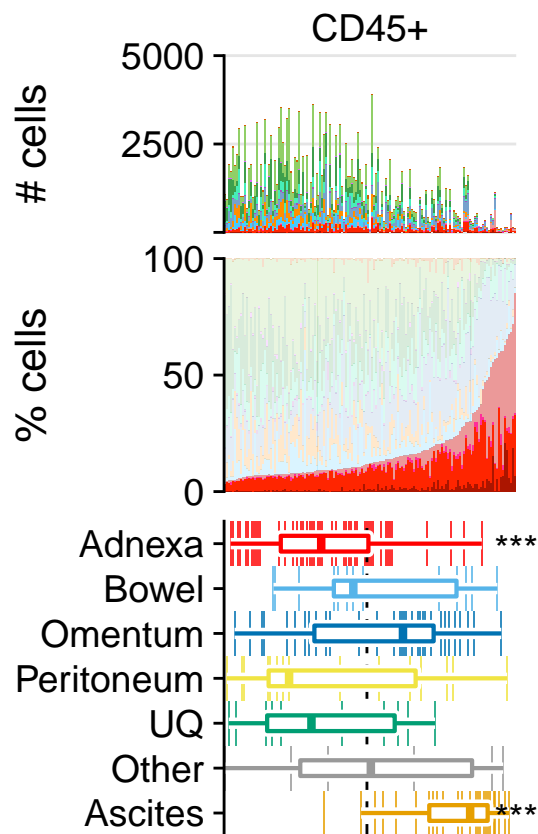 CD45+
5000
2500
# cells
100
50
0
% cells
Adnexa ***
Bowel
Omentum
Peritoneum
UQ
Other
Ascites ***